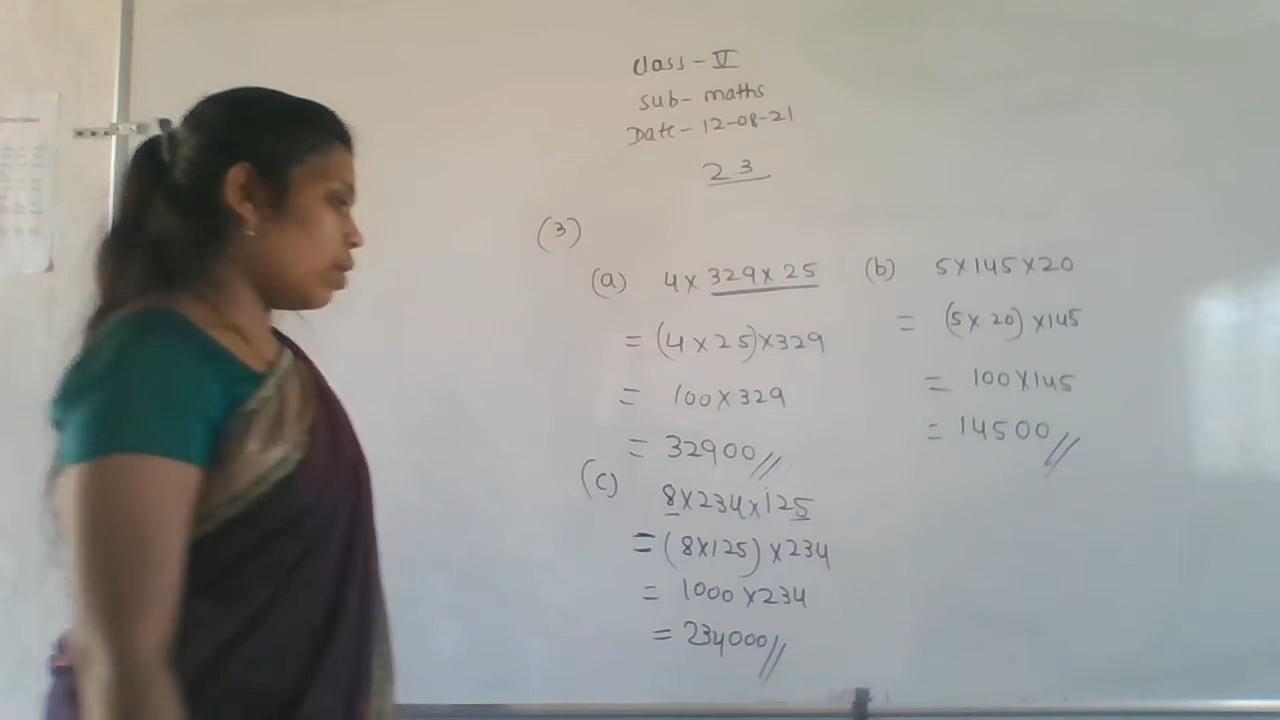 Class - V
Sub - maths
Date - 12-08-21
23
(3)
(a) 4 x 329 x 25
= (4 x 25) x 329
= 100 x 329
= 32900 //
(b) 5 x 145 x 20
= (5 x 20) x 145
= 100 x 145
= 14500 //
(c) 8 x 234 x 125
= (8 x 125) x 234
= 1000 x 234
= 234000 //